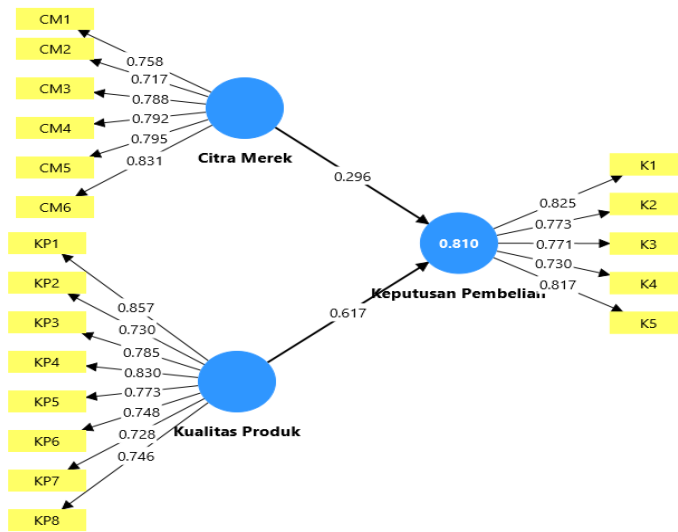 CM1
CM2
CM3
CM4
CM5
CM6
0.758
0.717
0.788
0.792
0.795
0.831
Citra Merek
0.296
KP1
KP2
KP3
KP4
KP5
KP6
KP7
KP8
0.857
0.730
0.785
0.830
0.773
0.748
0.728
0.746
Kualitas Produk
0.617
0.810
Keputusan Pembelian
0.825
0.773
0.771
0.730
0.817
K1
K2
K3
K4
K5